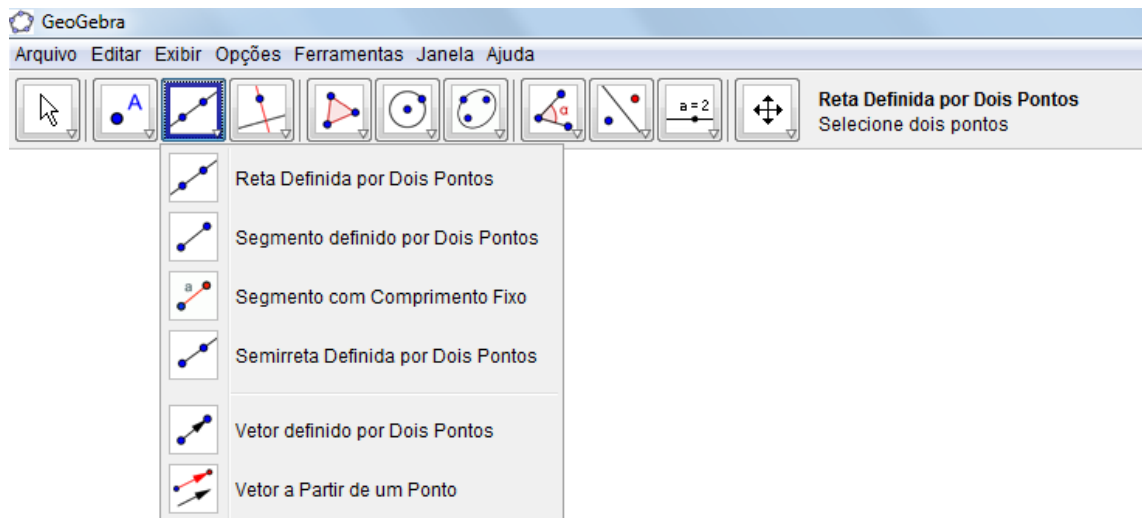 GeoGebra
Arquivo Editar Exibir Opções Ferramentas Janela Ajuda
A
α
a=2
Reta Definida por Dois Pontos
Selecione dois pontos
Reta Definida por Dois Pontos
Segmento definido por Dois Pontos
a
Segmento com Comprimento Fixo
Semirreta Definida por Dois Pontos
Vetor definido por Dois Pontos
Vetor a Partir de um Ponto